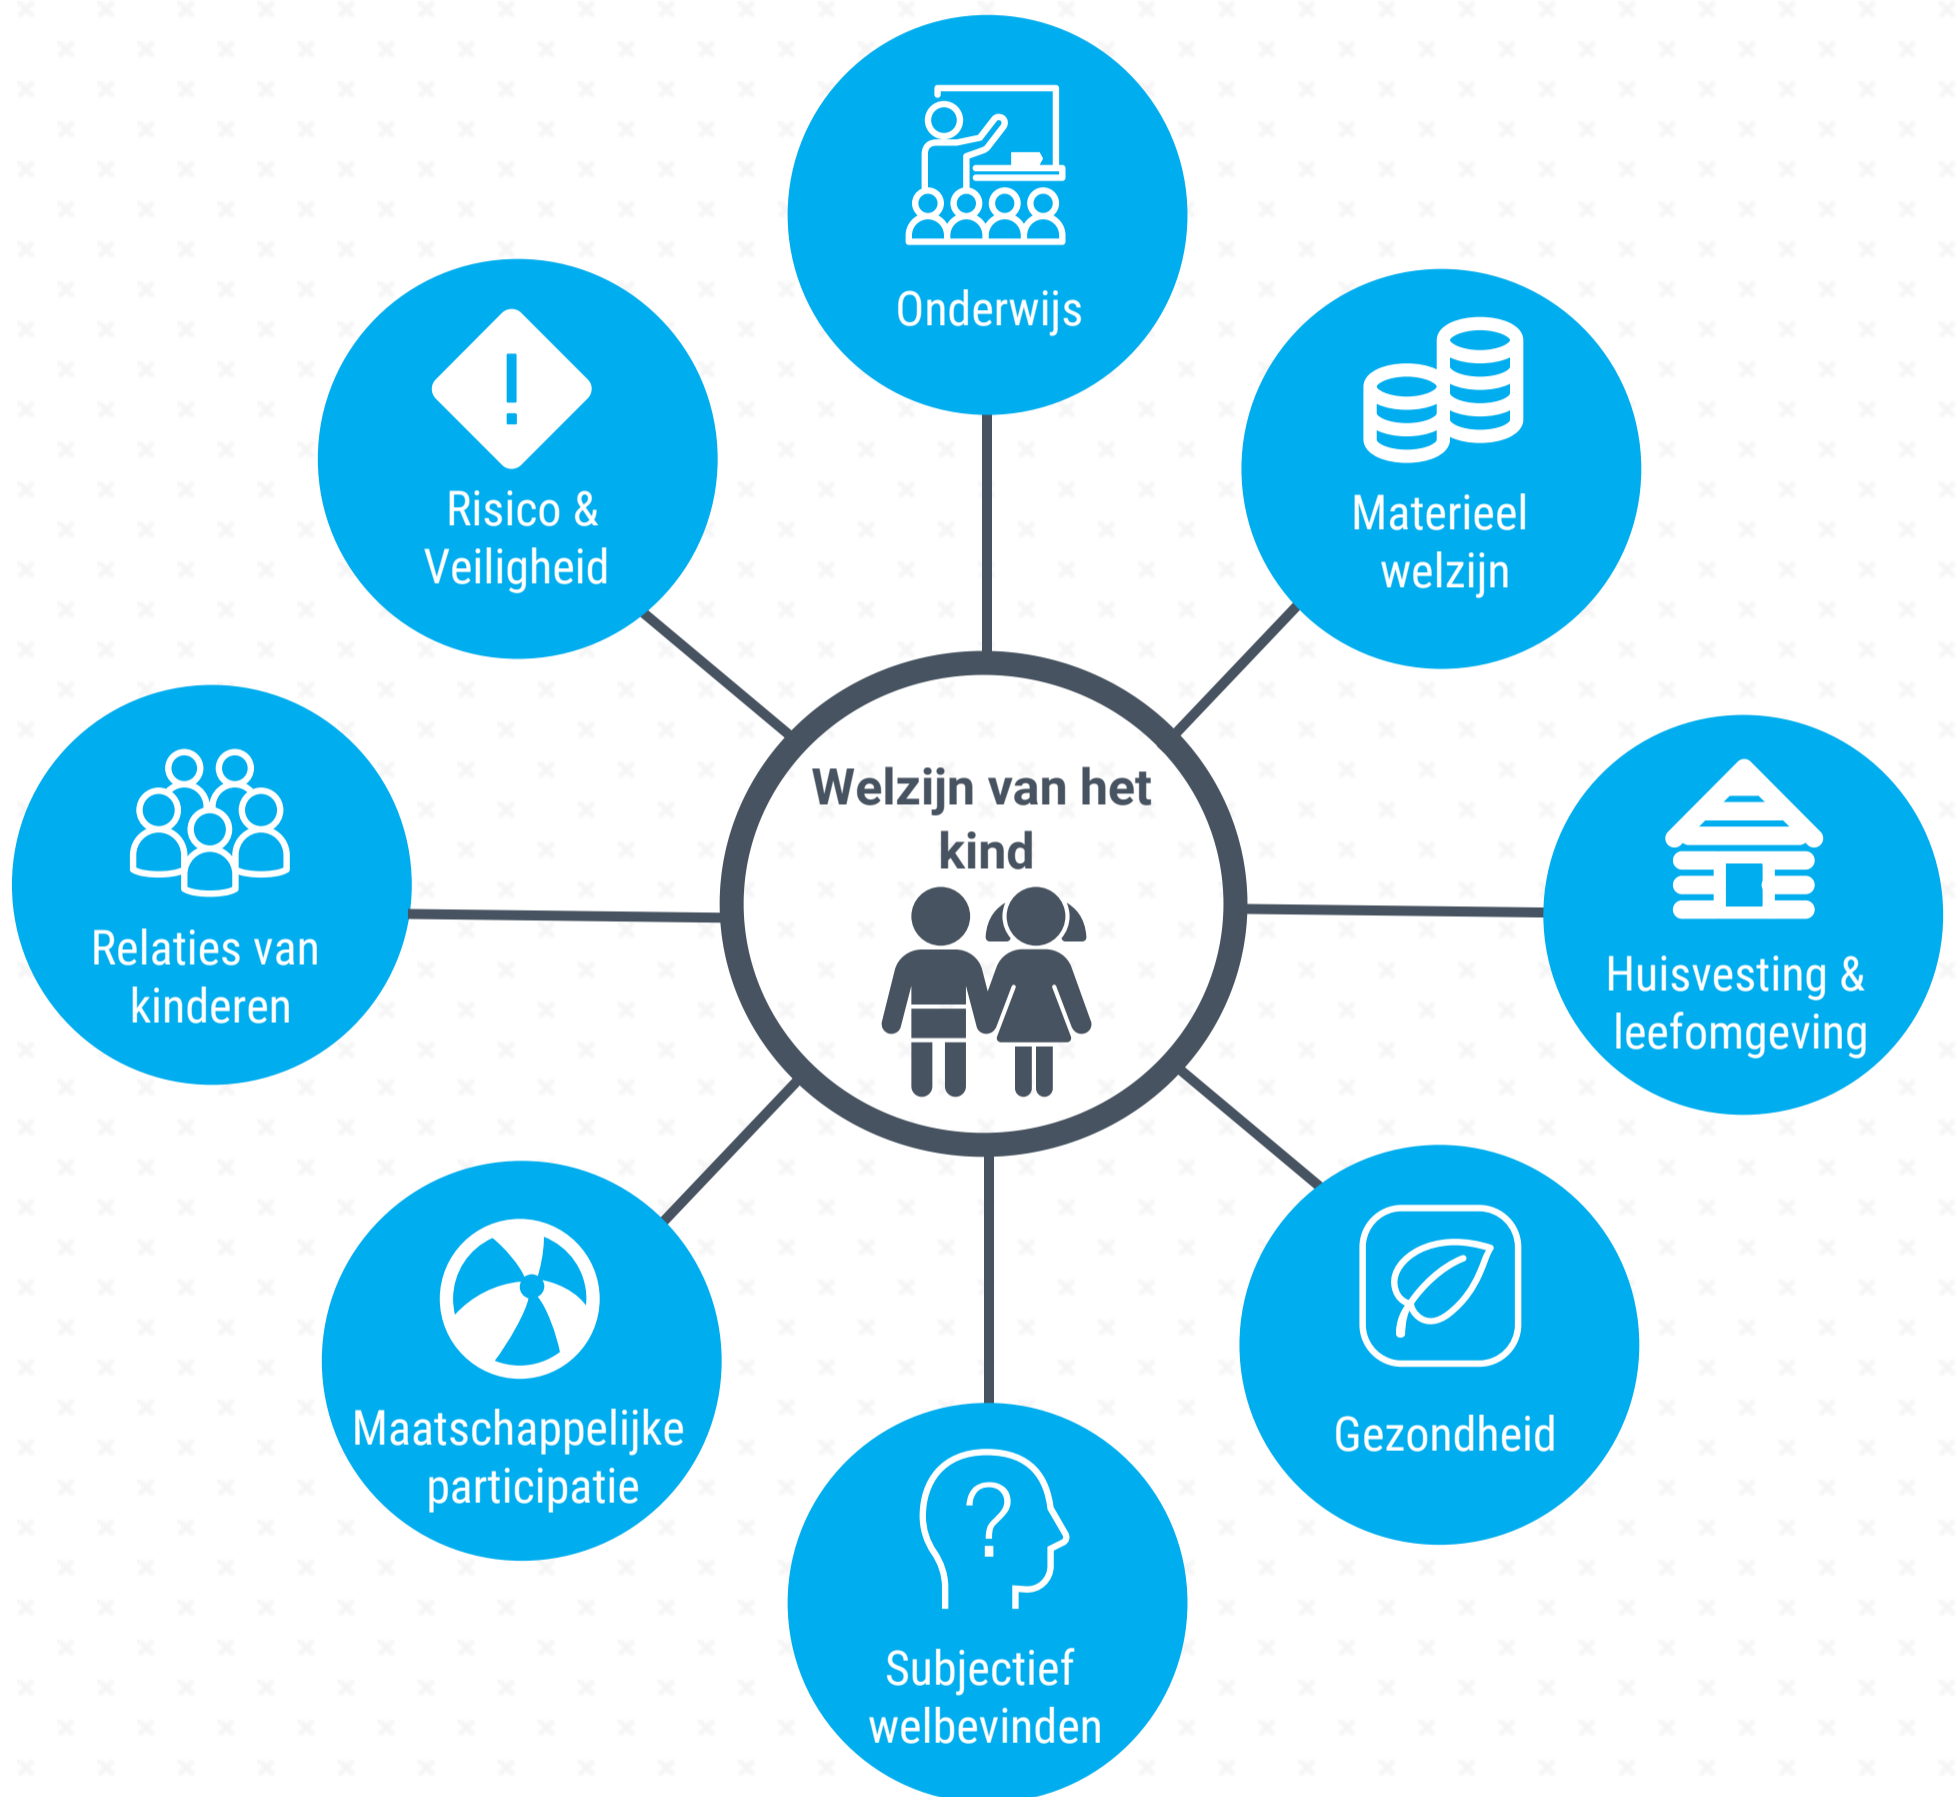 Onderwijs
Materieel
welzijn
Huisvesting &
leefomgeving
Gezondheid
Subjectief
welbevinden
Maatschappelijke
participatie
Relaties van
kinderen
Risico &
Veiligheid
Welzijn van het
kind